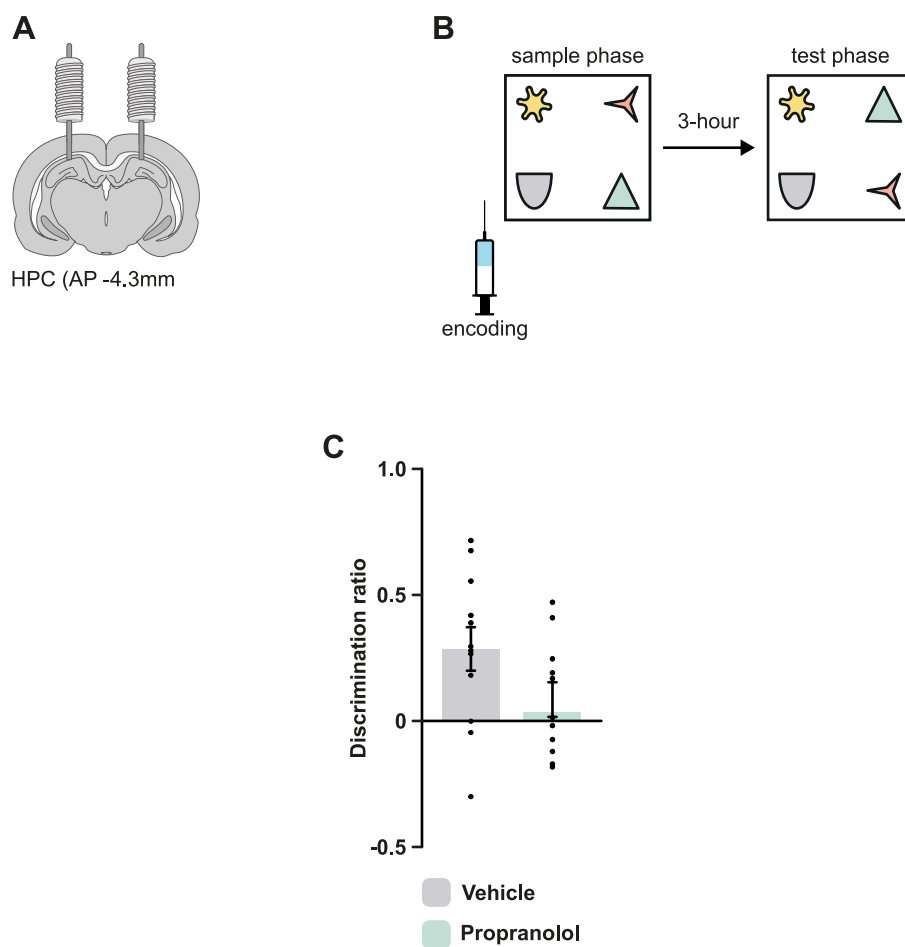 A
HPC (AP -4.3mm
B
sample phase
test phase
3-hour
encoding
C
Discrimination ratio
1.0
0.5
0
-0.5
Vehicle
Propranolol